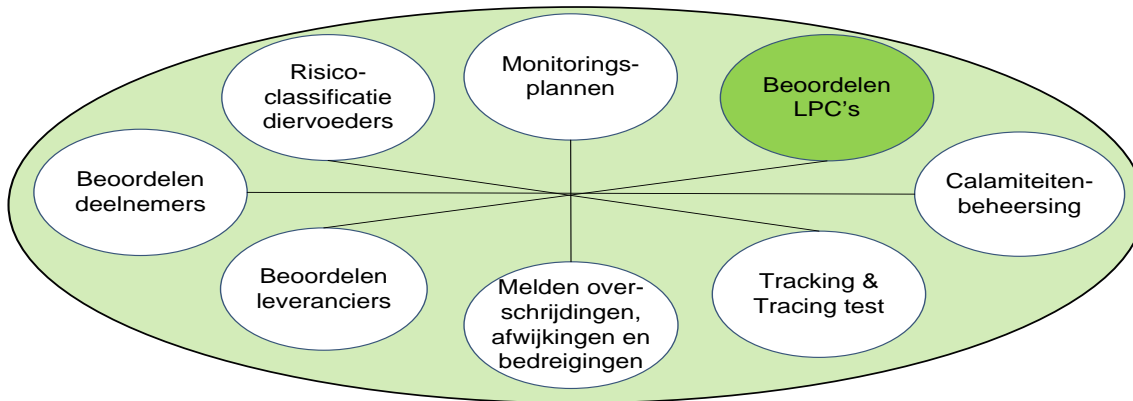 Risico-
classificatie
diervoeders
Monitorings-
plannen
Beoordelen
LPC's
Beoordelen
deelnemers
Calamiteiten-
beheersing
Beoordelen
leveranciers
Melden over-
schrijdingen,
afwijkingen en
bedreigingen
Tracking &
Tracing test